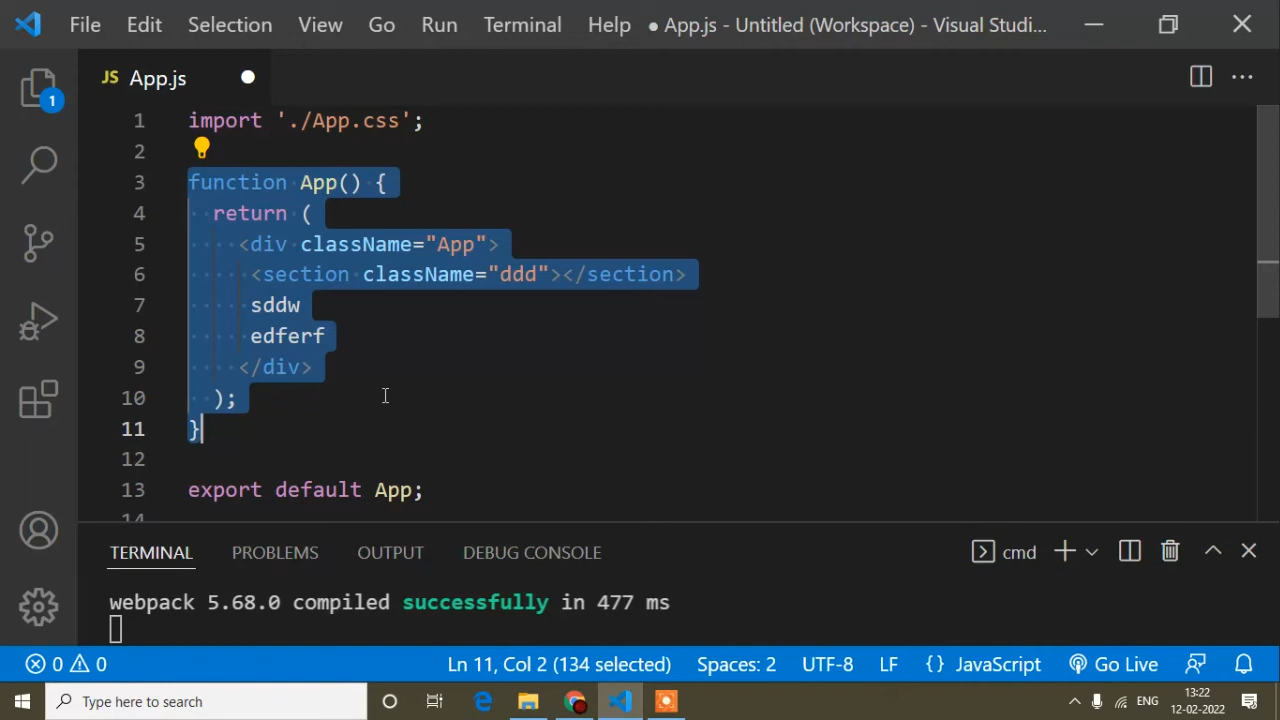 File Edit Selection View Go Run Terminal Help ● App.js - Untitled (Workspace) - Visual Studi...
JS App.js
1 import './App.css';
2
3 function App() {
4 return (
5 <div className="App">
6 <section className="ddd"></section>
7 sddw
8 edferf
9 </div>
10 );
11 }
12
13 export default App;
14
TERMINAL PROBLEMS OUTPUT DEBUG CONSOLE cmd
webpack 5.68.0 compiled successfully in 477 ms
0 0 Ln 11, Col 2 (134 selected) Spaces: 2 UTF-8 LF {} JavaScript Go Live
Type here to search ENG 13:22
12-02-2022
1